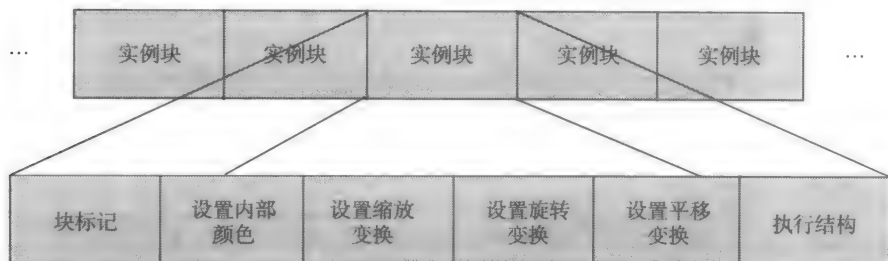 … 实例块 实例块 实例块 实例块 实例块 …
块标记 设置内部颜色 设置缩放变换 设置旋转变换 设置平移变换 执行结构